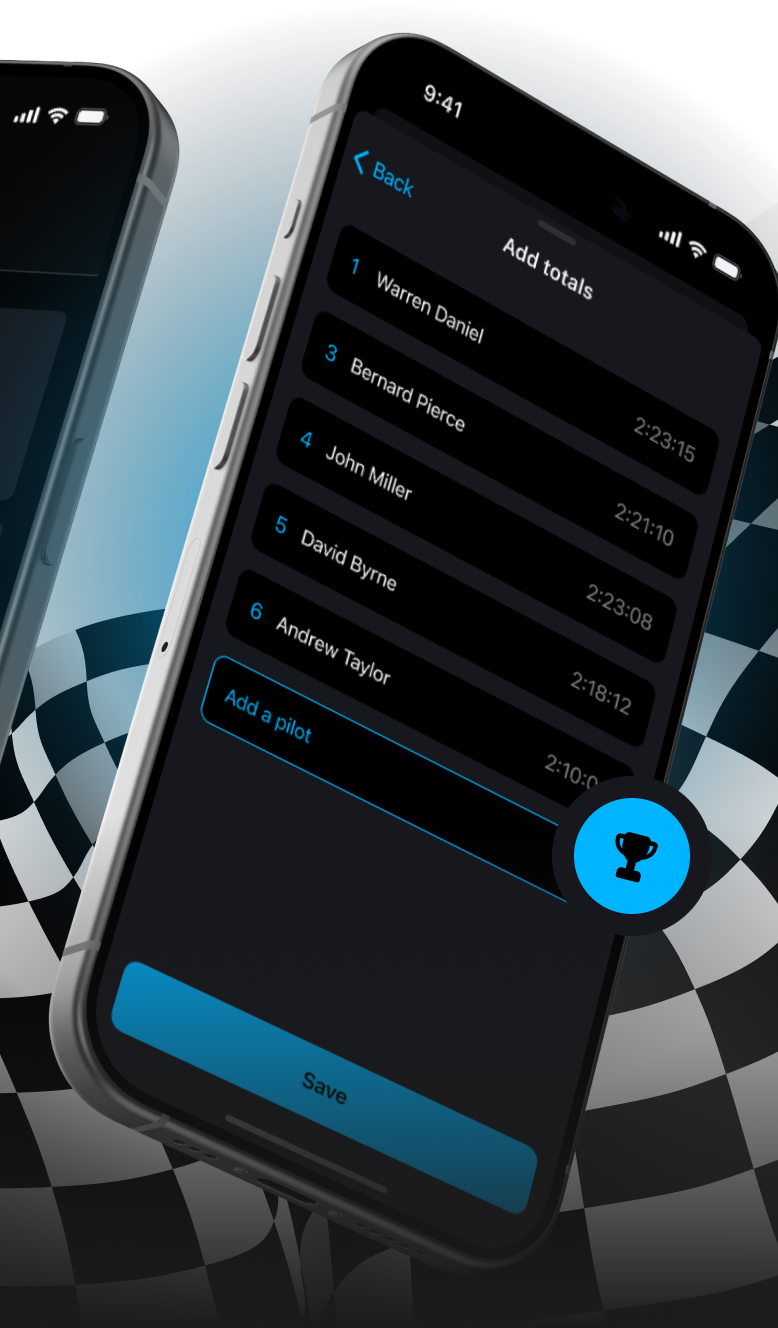 9:41
Back
Add totals
1 Warren Daniel 2:23:15
3 Bernard Pierce 2:21:10
4 John Miller 2:23:08
5 David Byrne 2:18:12
6 Andrew Taylor 2:10:0
Add a pilot
Save